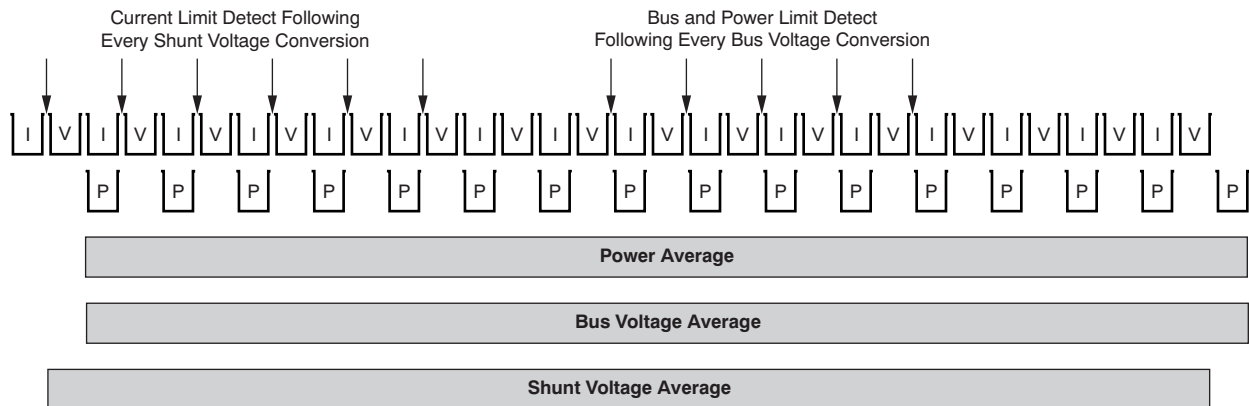 Current Limit Detect Following
Every Shunt Voltage Conversion
Bus and Power Limit Detect
Following Every Bus Voltage Conversion
I V I V I V I V I V I V I V I V I V I V I V I V I V I V I V I V
P P P P P P P P P P P P P P P P
Power Average
Bus Voltage Average
Shunt Voltage Average